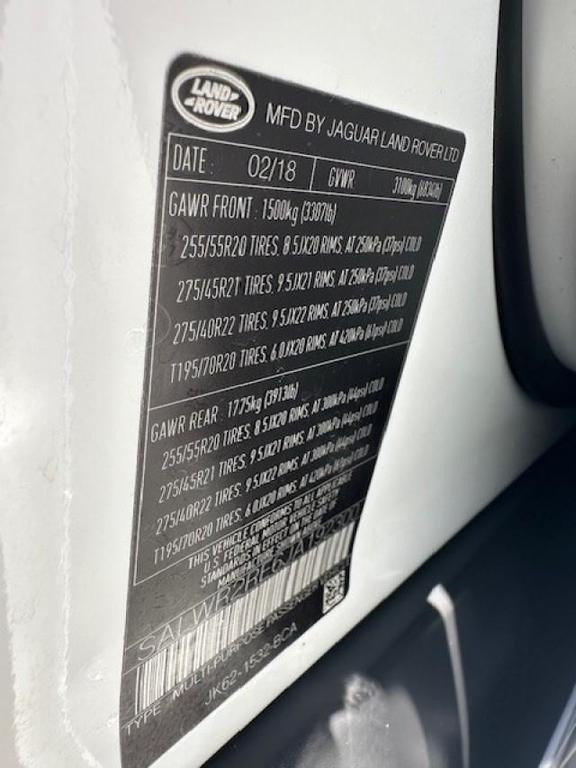 LAND
ROVER
MFD BY JAGUAR LAND ROVER LTD
DATE: 02/18 GVWR 3100kg (6834lb)
GAWR FRONT: 1500kg (3307lb)
255/55R20 TIRES, 8.5JX20 RIMS, AT 250kPa (37psi) COLD
275/45R21 TIRES, 9.5JX21 RIMS, AT 250kPa (37psi) COLD
275/40R22 TIRES, 9.5JX22 RIMS, AT 250kPa (37psi) COLD
T195/70R20 TIRES, 6.0JX20 RIMS, AT 420kPa (61psi) COLD
GAWR REAR: 1775kg (3913lb)
255/55R20 TIRES, 8.5JX20 RIMS, AT 300kPa (44psi) COLD
275/45R21 TIRES, 9.5JX21 RIMS, AT 300kPa (44psi) COLD
275/40R22 TIRES, 9.5JX22 RIMS, AT 300kPa (44psi) COLD
T195/70R20 TIRES, 6.0JX20 RIMS, AT 420kPa (61psi) COLD
THIS VEHICLE CONFORMS TO ALL APPLICABLE
U.S. FEDERAL MOTOR VEHICLE SAFETY
STANDARDS IN EFFECT ON THE
MANUFACTURE
TYPE: MULTI-PURPOSE PASSENGER
JK62-1532-BCA